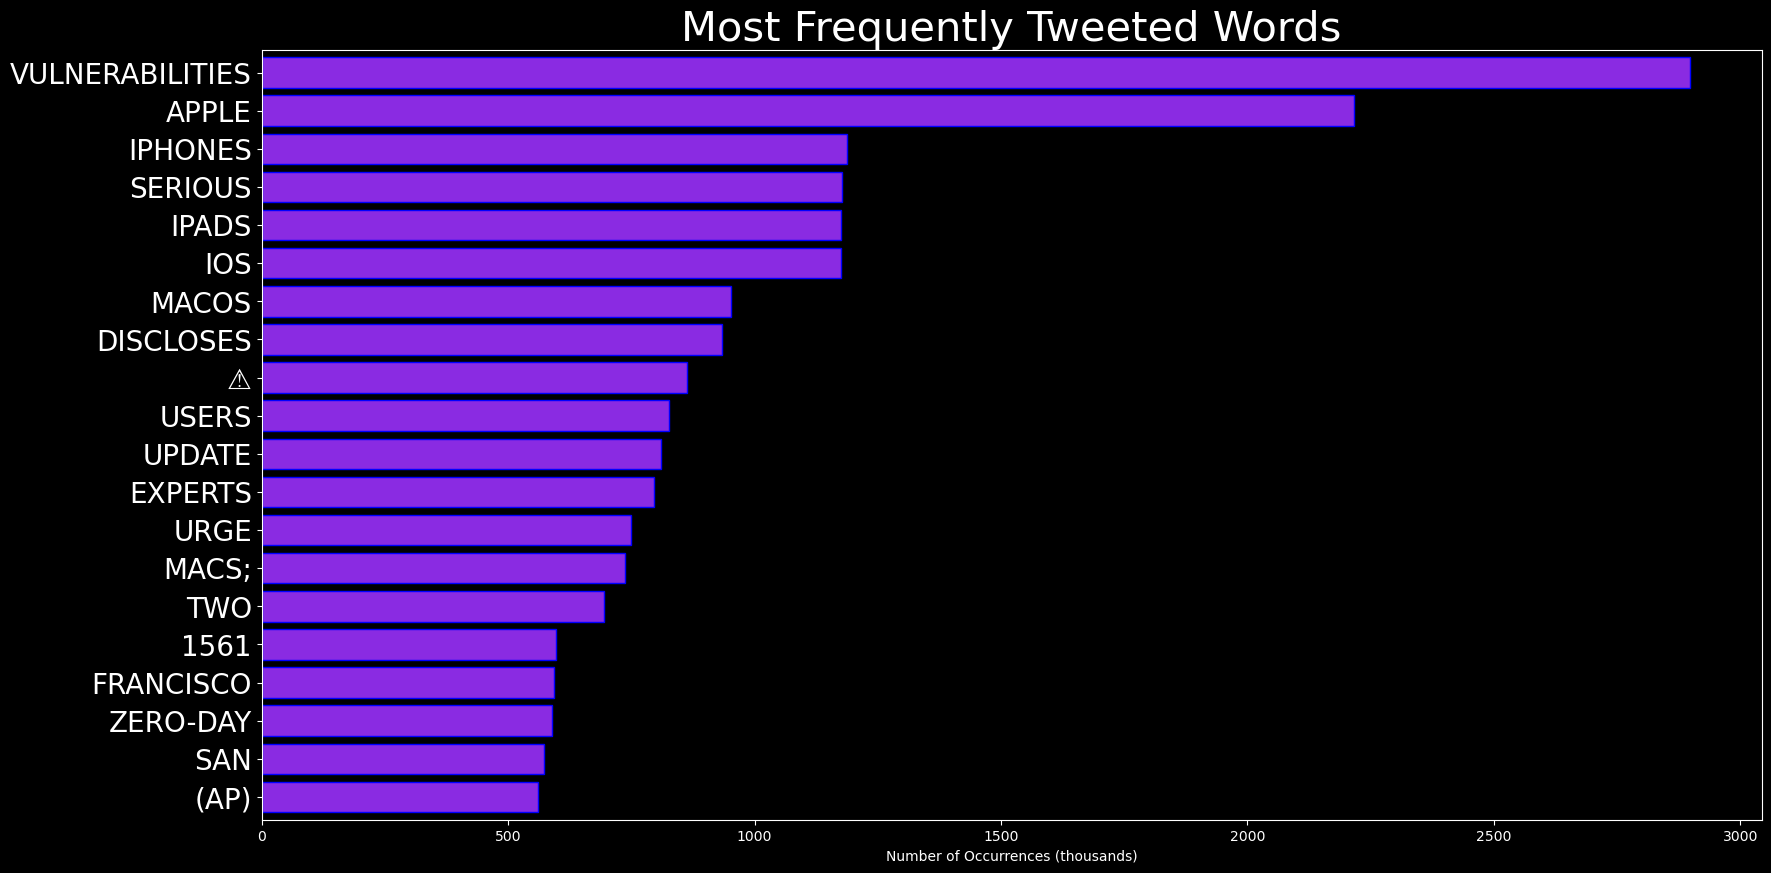 Most Frequently Tweeted Words
VULNERABILITIES
APPLE
IPHONES
SERIOUS
IPADS
IOS
MACOS
DISCLOSES
⚠
USERS
UPDATE
EXPERTS
URGE
MACS;
TWO
1561
FRANCISCO
ZERO-DAY
SAN
(AP)
0 500 1000 1500 2000 2500 3000
Number of Occurrences (thousands)